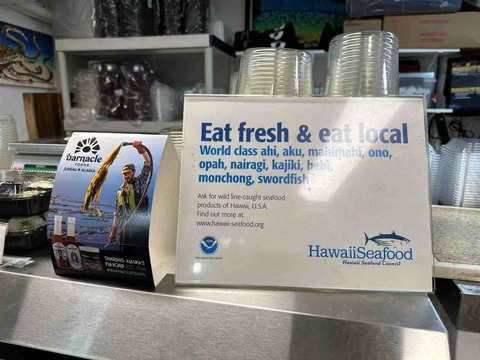 barnacle
FOODS
JUNEAU ALASKA
SHARING ALASKA'S
Eat fresh & eat local
World class ahi, aku, mahimahi, ono,
opah, nairagi, kajiki, hebi,
monchong, swordfish
Ask for wild line-caught seafood
products of Hawaii, U.S.A.
Find out more at:
www.hawaii-seafood.org
HawaiiSeafood
Hawaii Seafood Council